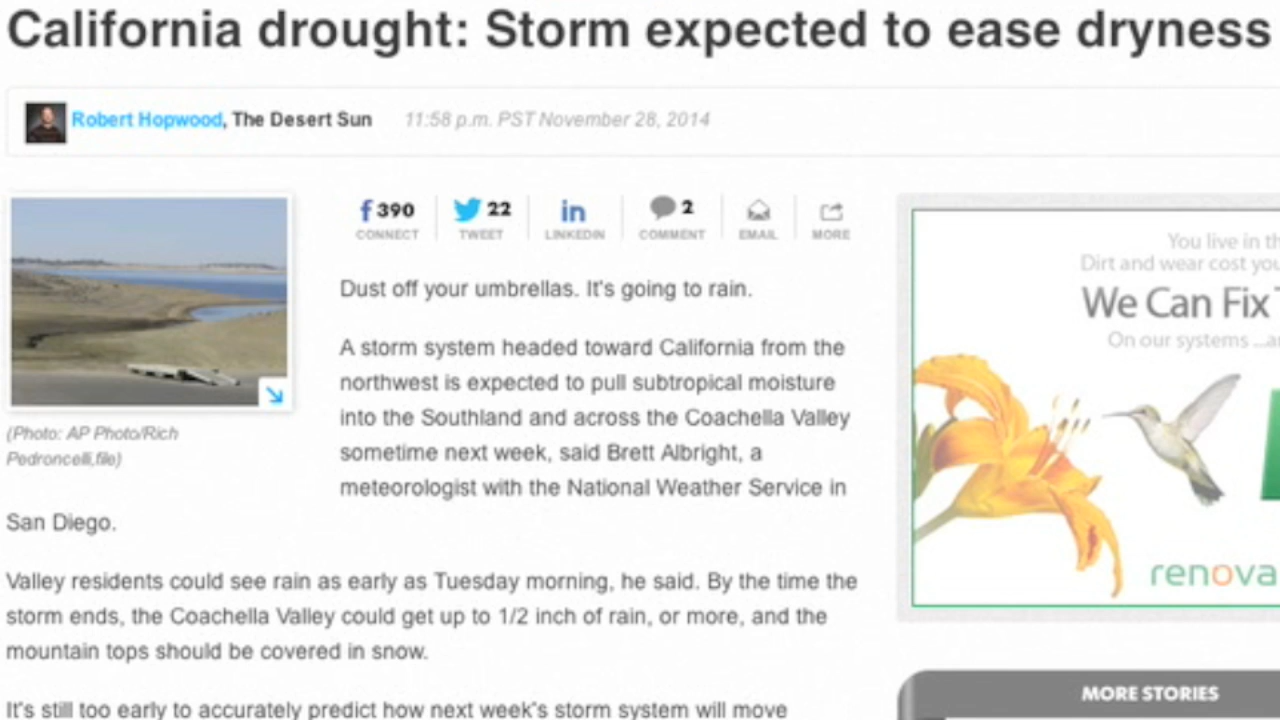 California drought: Storm expected to ease dryness
Robert Hopwood, The Desert Sun 11:58 p.m. PST November 28, 2014
390 22 in 2
CONNECT TWEET LINKEDIN COMMENT EMAIL MORE
(Photo: AP Photo/Rich
Pedroncelli,file)
Dust off your umbrellas. It's going to rain.
A storm system headed toward California from the
northwest is expected to pull subtropical moisture
into the Southland and across the Coachella Valley
sometime next week, said Brett Albright, a
meteorologist with the National Weather Service in
San Diego.
Valley residents could see rain as early as Tuesday morning, he said. By the time the
storm ends, the Coachella Valley could get up to 1/2 inch of rain, or more, and the
mountain tops should be covered in snow.
It's still too early to accurately predict how next week's storm system will move
You live in th
Dirt and wear cost you
We Can Fix T
On our systems ...a
renova
MORE STORIES